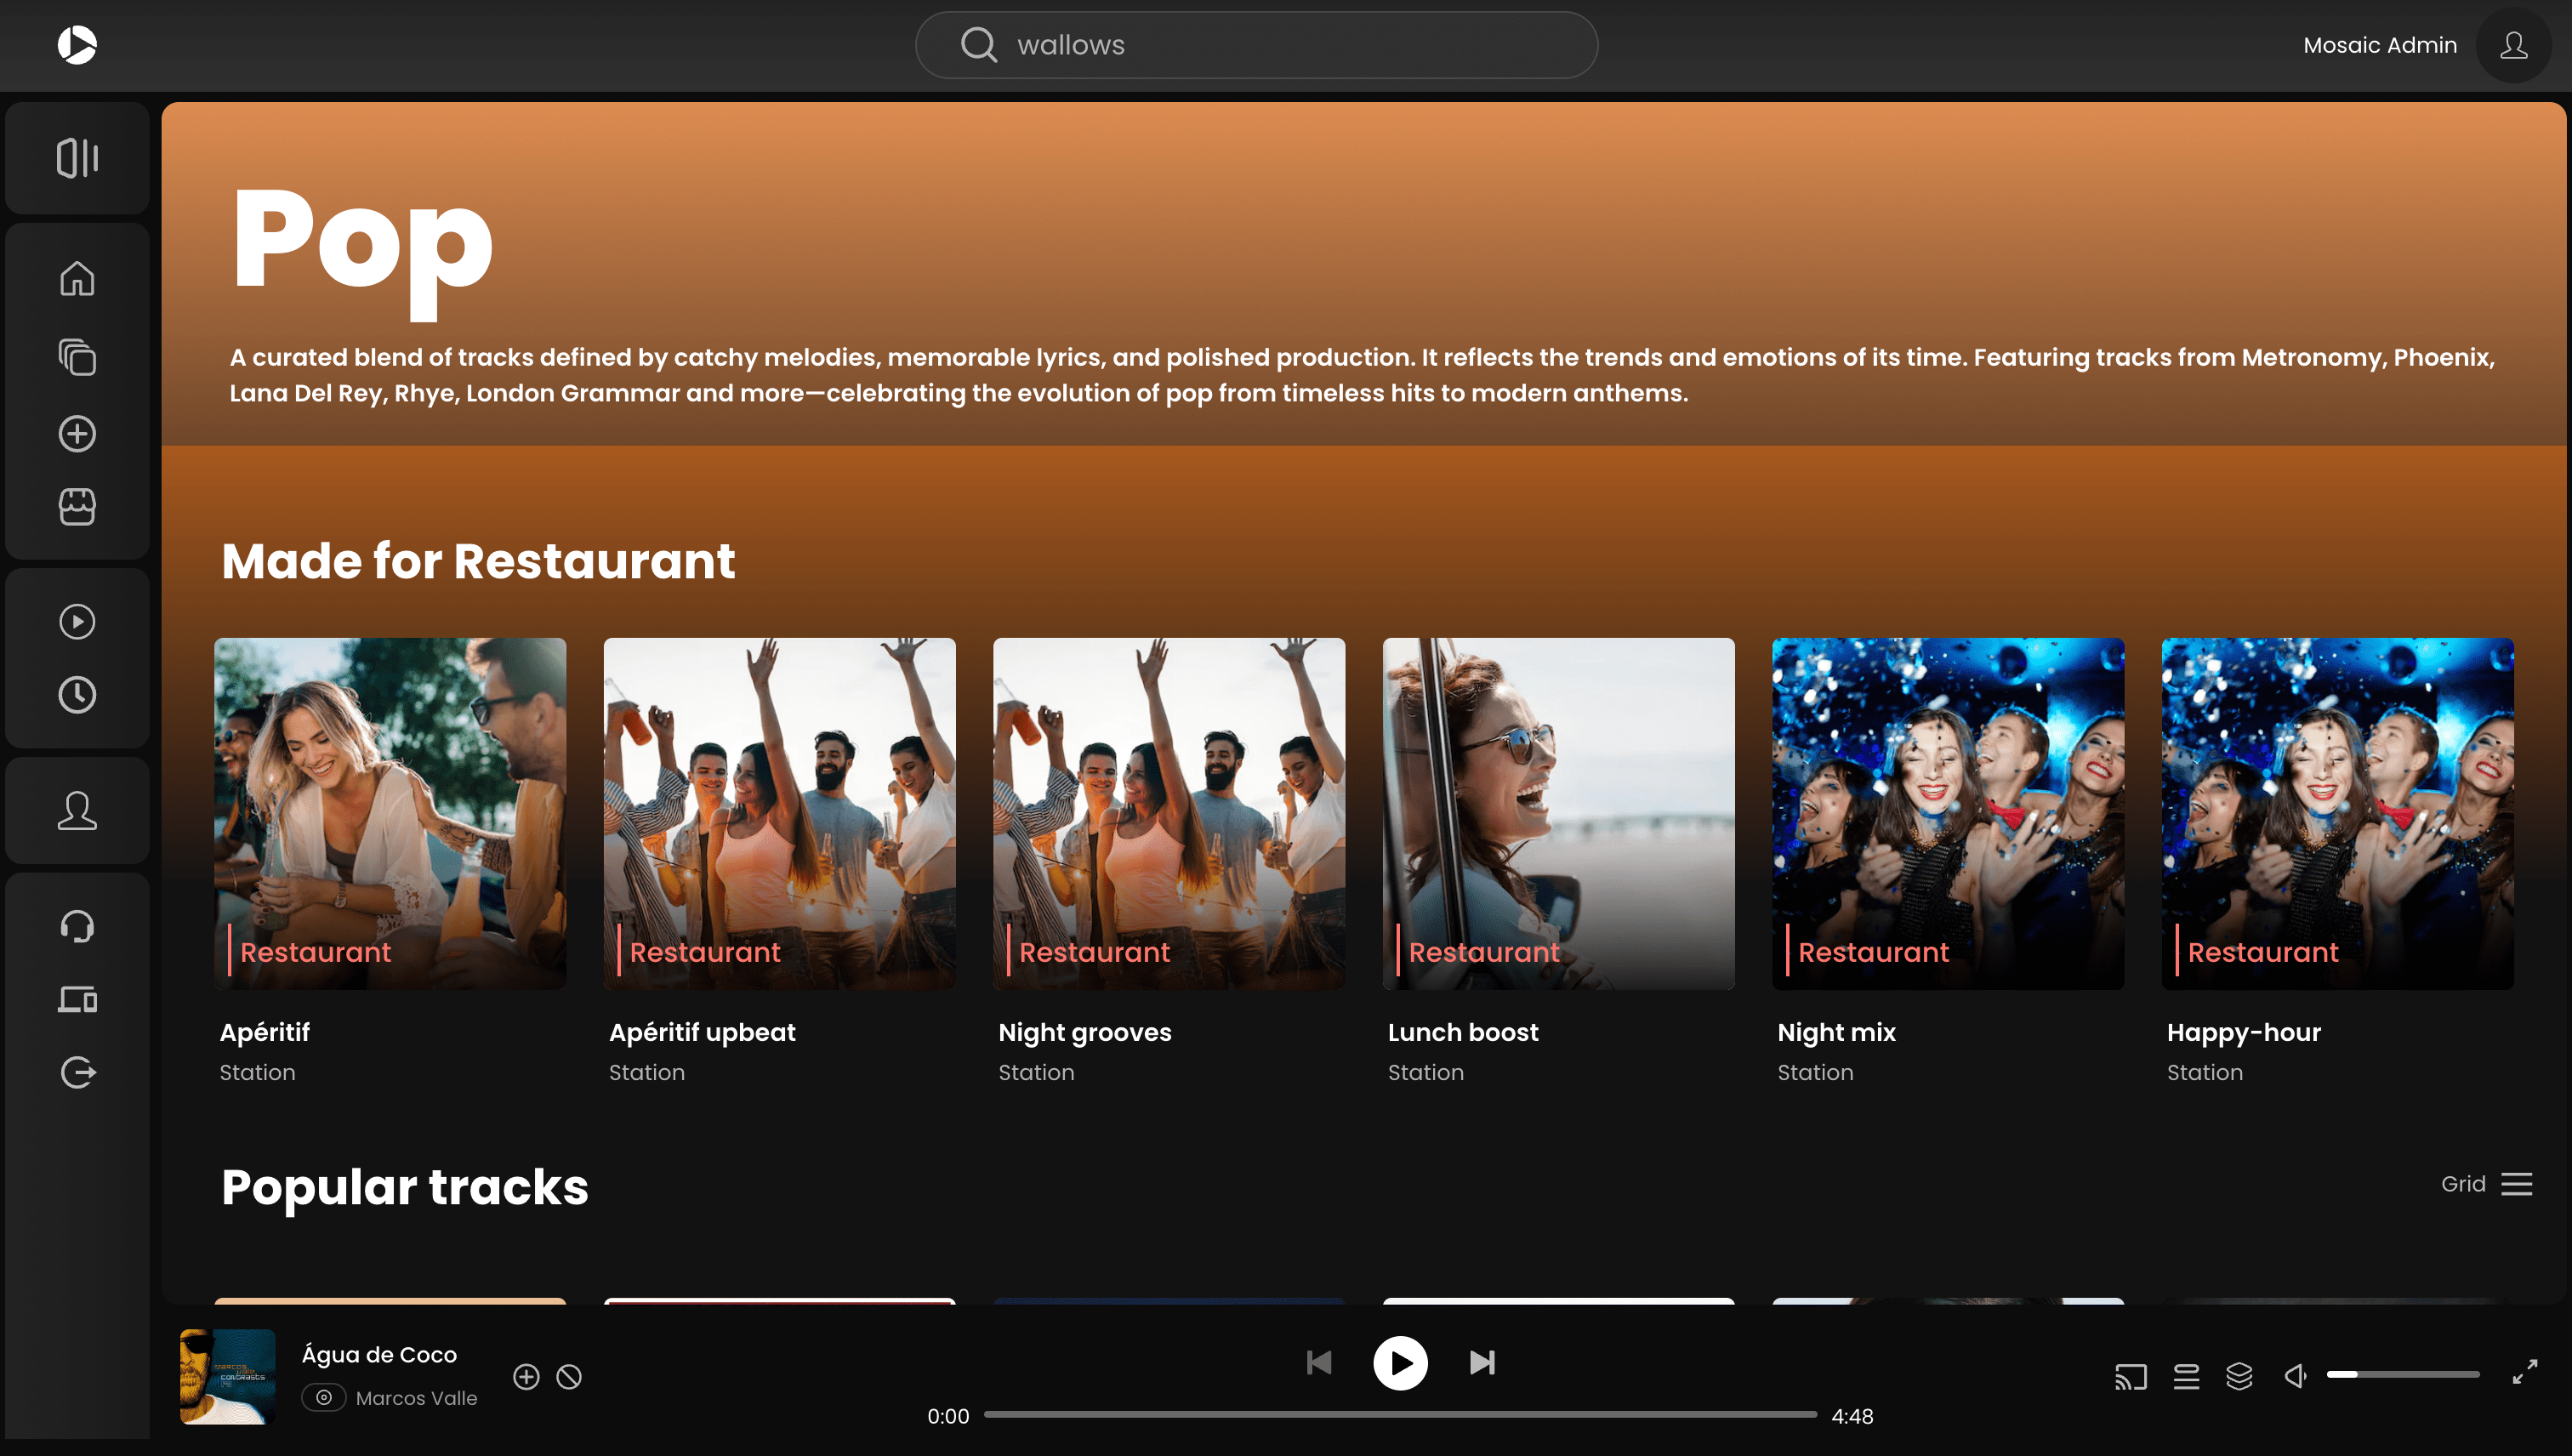 wallows
Mosaic Admin
Pop
A curated blend of tracks defined by catchy melodies, memorable lyrics, and polished production. It reflects the trends and emotions of its time. Featuring tracks from Metronomy, Phoenix,
Lana Del Rey, Rhye, London Grammar and more—celebrating the evolution of pop from timeless hits to modern anthems.
Made for Restaurant
Restaurant
Restaurant
Restaurant
Restaurant
Restaurant
Restaurant
Apéritif
Station
Apéritif upbeat
Station
Night grooves
Station
Lunch boost
Station
Night mix
Station
Happy-hour
Station
Popular tracks
Grid
MARCOS
VALLE
CONTRASTS
Água de Coco
Marcos Valle
0:00
4:48